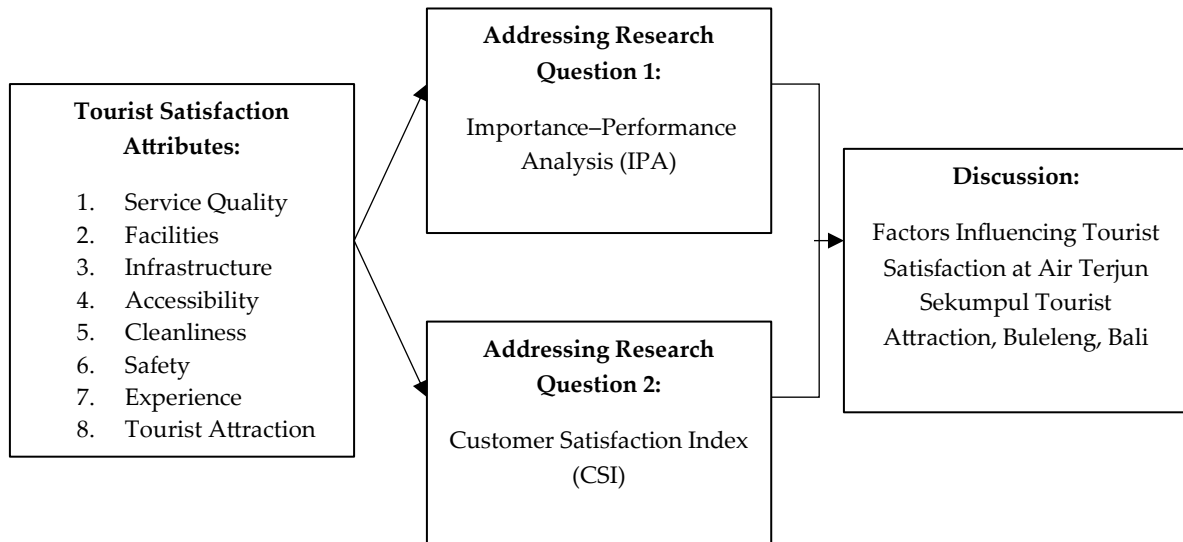 Tourist Satisfaction
Attributes:
1. Service Quality
2. Facilities
3. Infrastructure
4. Accessibility
5. Cleanliness
6. Safety
7. Experience
8. Tourist Attraction
Addressing Research
Question 1:
Importance–Performance
Analysis (IPA)
Addressing Research
Question 2:
Customer Satisfaction Index
(CSI)
Discussion:
Factors Influencing Tourist
Satisfaction at Air Terjun
Sekumpul Tourist
Attraction, Buleleng, Bali